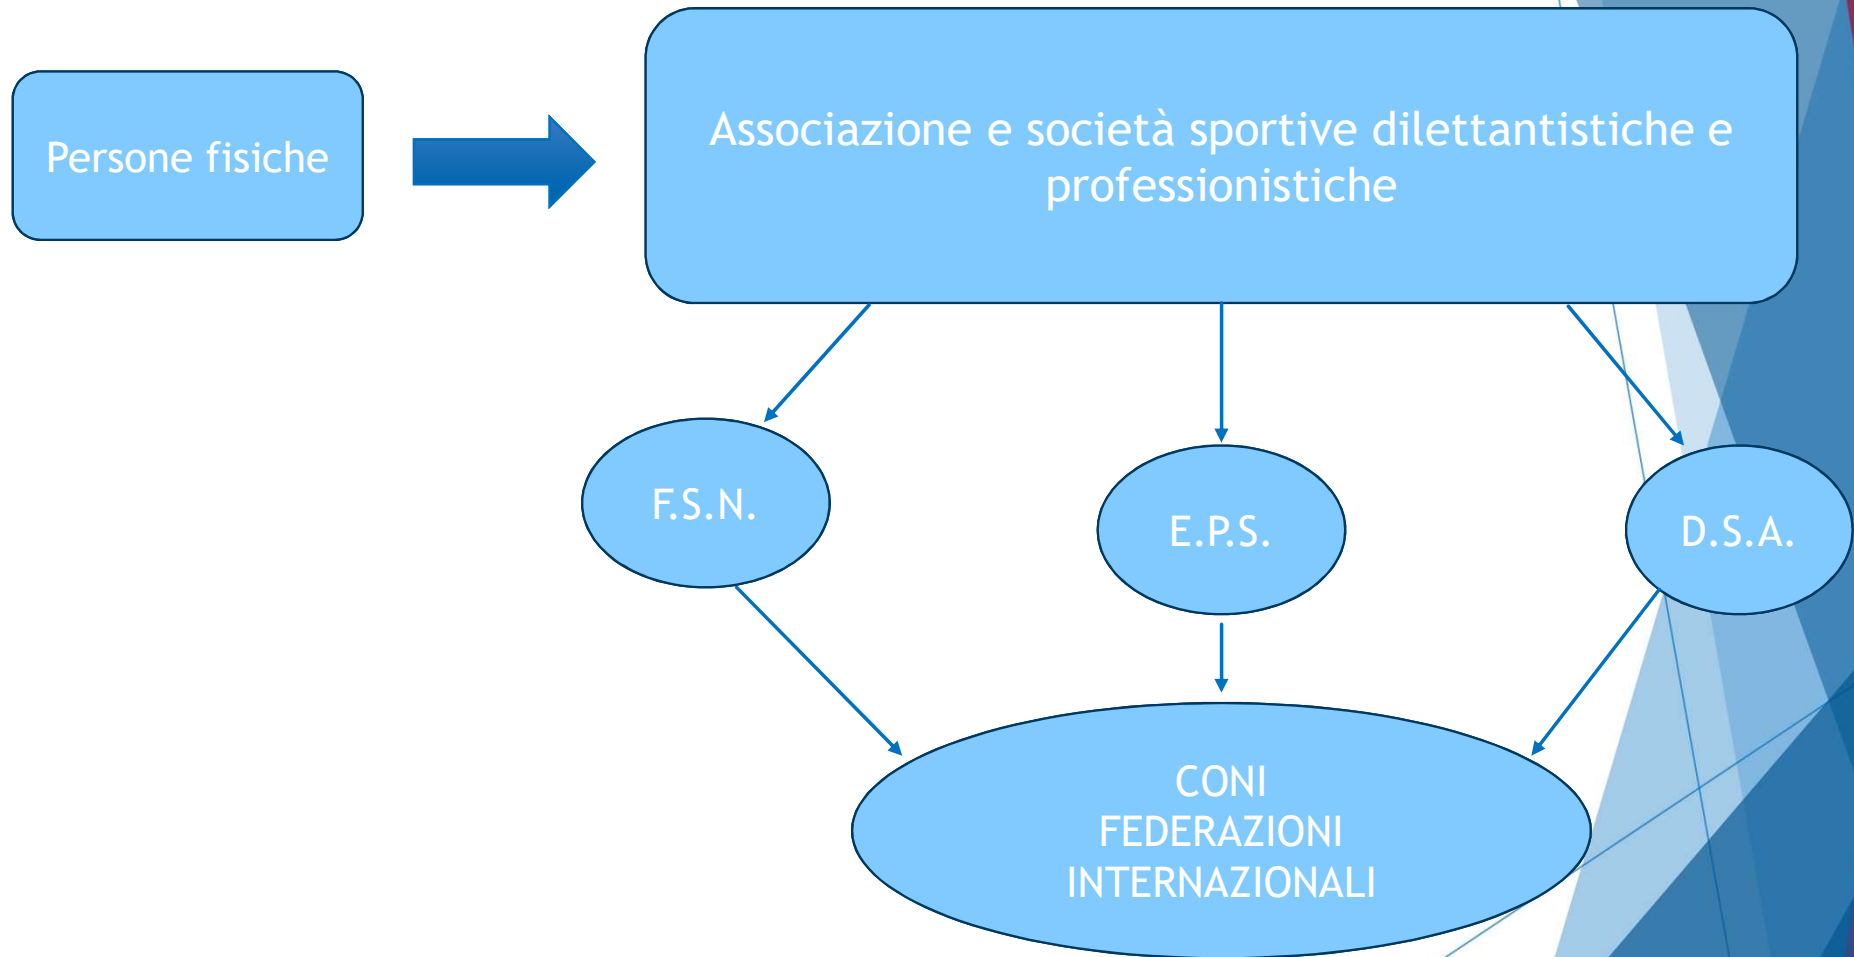 Persone fisiche
Associazione e società sportive dilettantistiche e
professionistiche
F.S.N.
E.P.S.
D.S.A.
CONI
FEDERAZIONI
INTERNAZIONALI